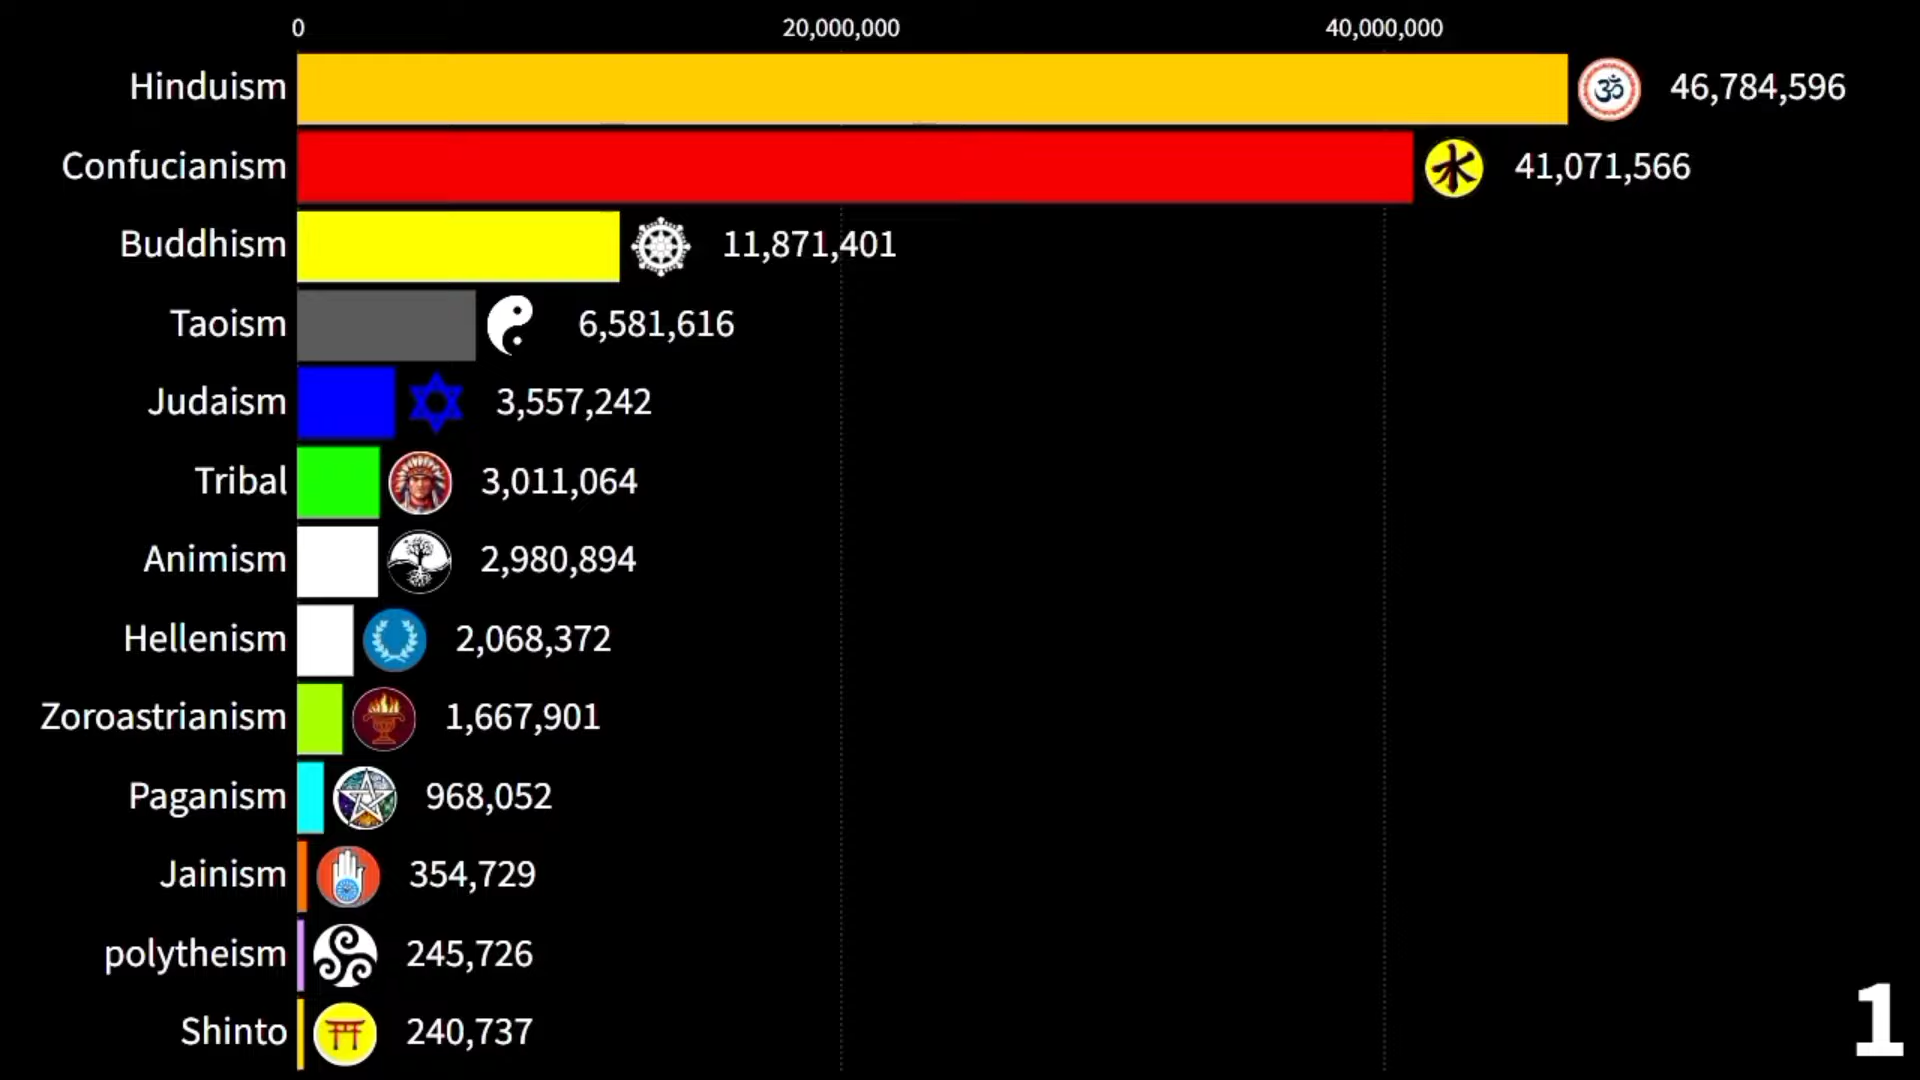 0 20,000,000 40,000,000
Hinduism ॐ 46,784,596
Confucianism 水 41,071,566
Buddhism 11,871,401
Taoism 6,581,616
Judaism 3,557,242
Tribal 3,011,064
Animism 2,980,894
Hellenism 2,068,372
Zoroastrianism 1,667,901
Paganism 968,052
Jainism 354,729
polytheism 245,726
Shinto 240,737
1